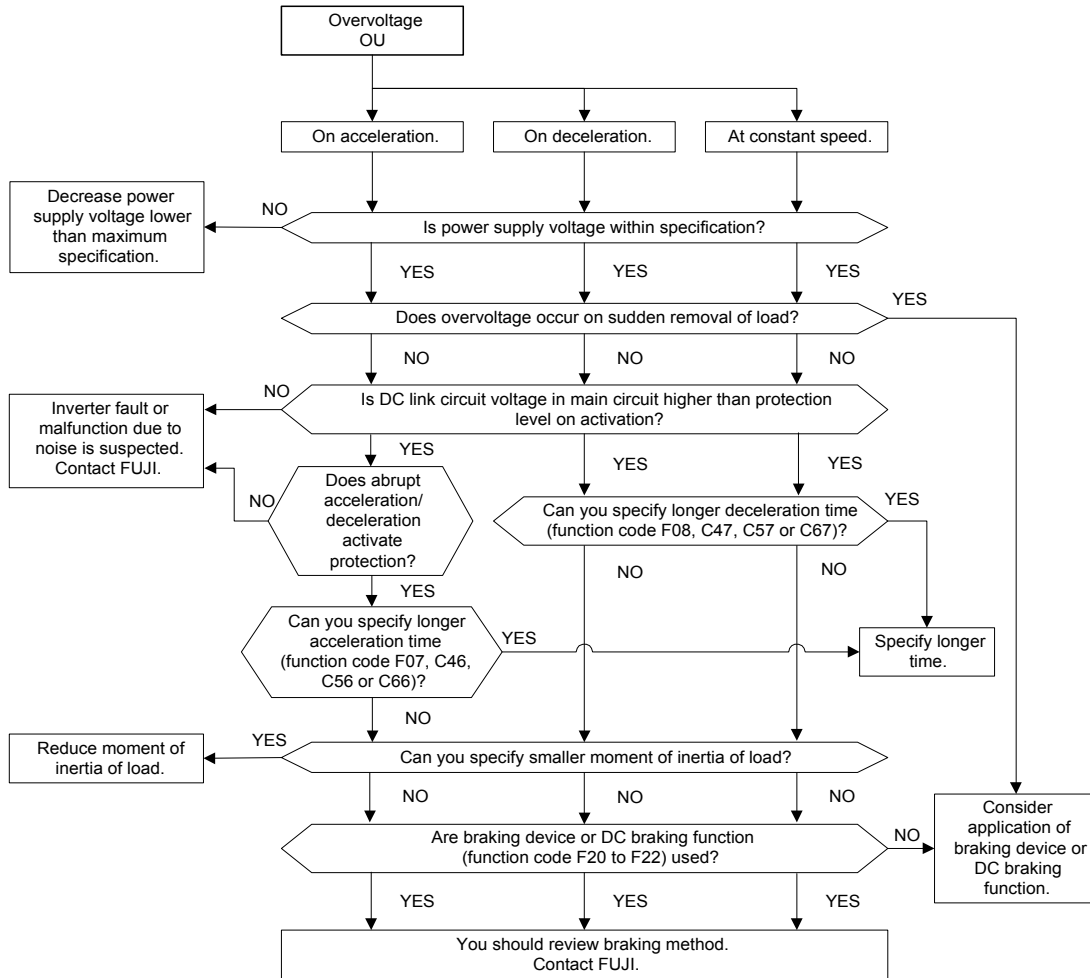 Overvoltage
OU
On acceleration.
On deceleration.
At constant speed.
Decrease power
supply voltage lower
than maximum
specification.
NO
Is power supply voltage within specification?
YES
YES
YES
YES
Does overvoltage occur on sudden removal of load?
NO
NO
NO
Inverter fault or
malfunction due to
noise is suspected.
Contact FUJI.
NO
Is DC link circuit voltage in main circuit higher than protection
level on activation?
YES
YES
YES
NO
Does abrupt
acceleration/
deceleration
activate
protection?
Can you specify longer deceleration time
(function code F08, C47, C57 or C67)?
YES
YES
NO
NO
Can you specify longer
acceleration time
(function code F07, C46,
C56 or C66)?
YES
Specify longer
time.
NO
Reduce moment of
inertia of load.
YES
Can you specify smaller moment of inertia of load?
NO
NO
NO
Are braking device or DC braking function
(function code F20 to F22) used?
NO
Consider
application of
braking device or
DC braking
function.
YES
YES
YES
You should review braking method.
Contact FUJI.